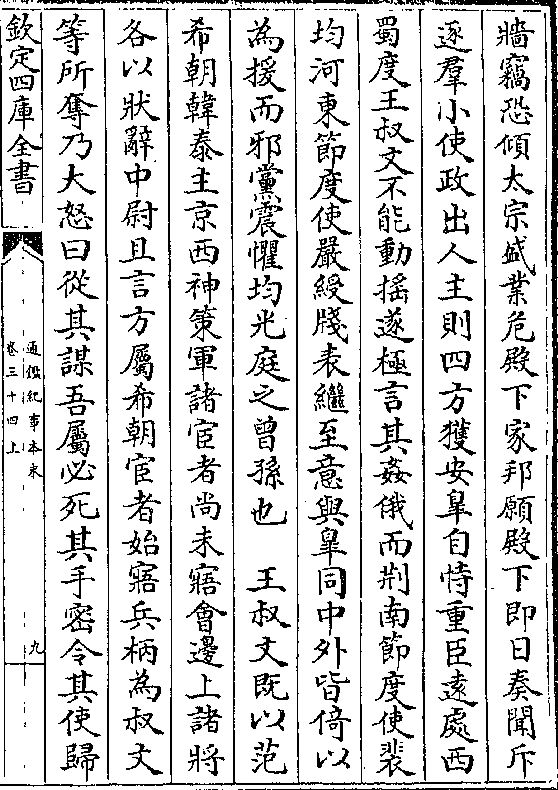 牆竊恐傾太宗盛業危殿下家邦願殿下即日奏聞斥
逐羣小使政出人主則四方獲安臯自恃重臣遠處西
蜀度王叔文不能動揺遂極言其姦俄而荆南節度使裴
均河東節度使嚴綬牋表繼至意與臯同中外皆倚以
為援而邪黨震懼均光庭之曾孫也　王叔文既以范
希朝韓泰主京西神策軍諸宦者尚未寤會邊上諸將
各以狀辭中尉且言方屬希朝宦者始寤兵柄為叔文
等所奪乃大怒曰從其謀吾屬必死其手密令其使歸
欽定四庫全書
通鑑紀事本末
卷三十四上
九